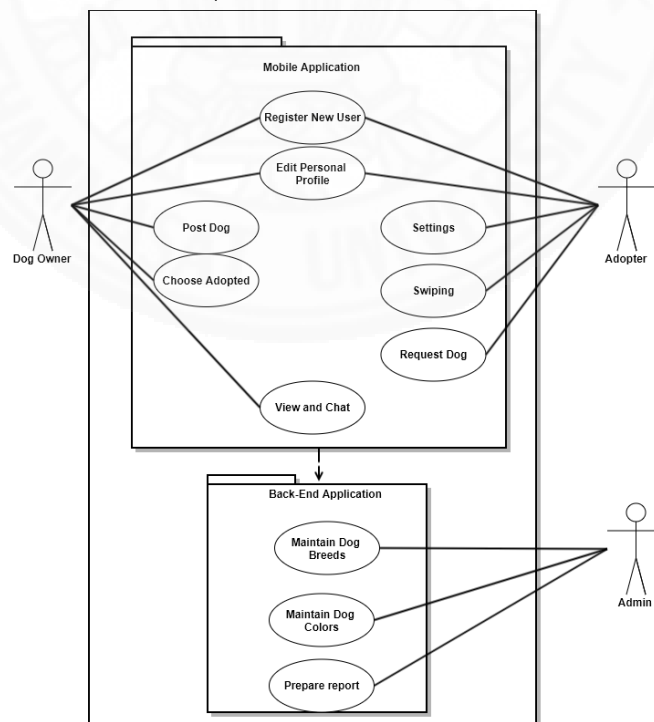 Mobile Application
Register New User
Edit Personal
Profile
Post Dog
Settings
Dog Owner
Adopter
Choose Adopted
Swiping
Request Dog
View and Chat
Back-End Application
Maintain Dog
Breeds
Admin
Maintain Dog
Colors
Prepare report